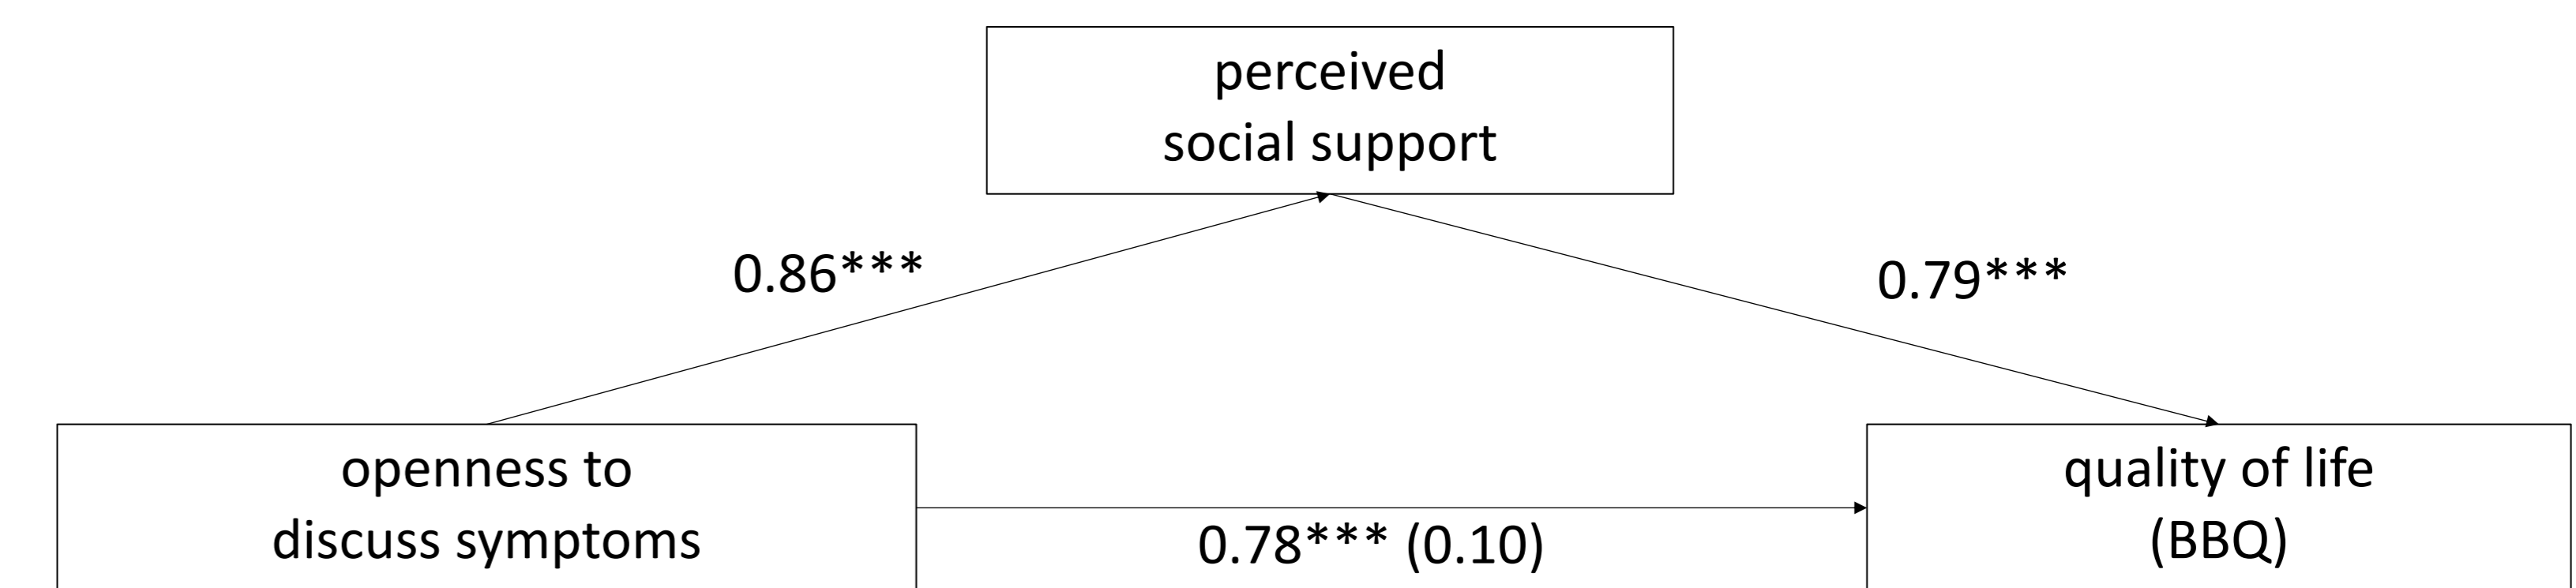 perceived
social support
0.86***
0.79***
openness to
discuss symptoms
0.78*** (0.10)
quality of life
(BBQ)